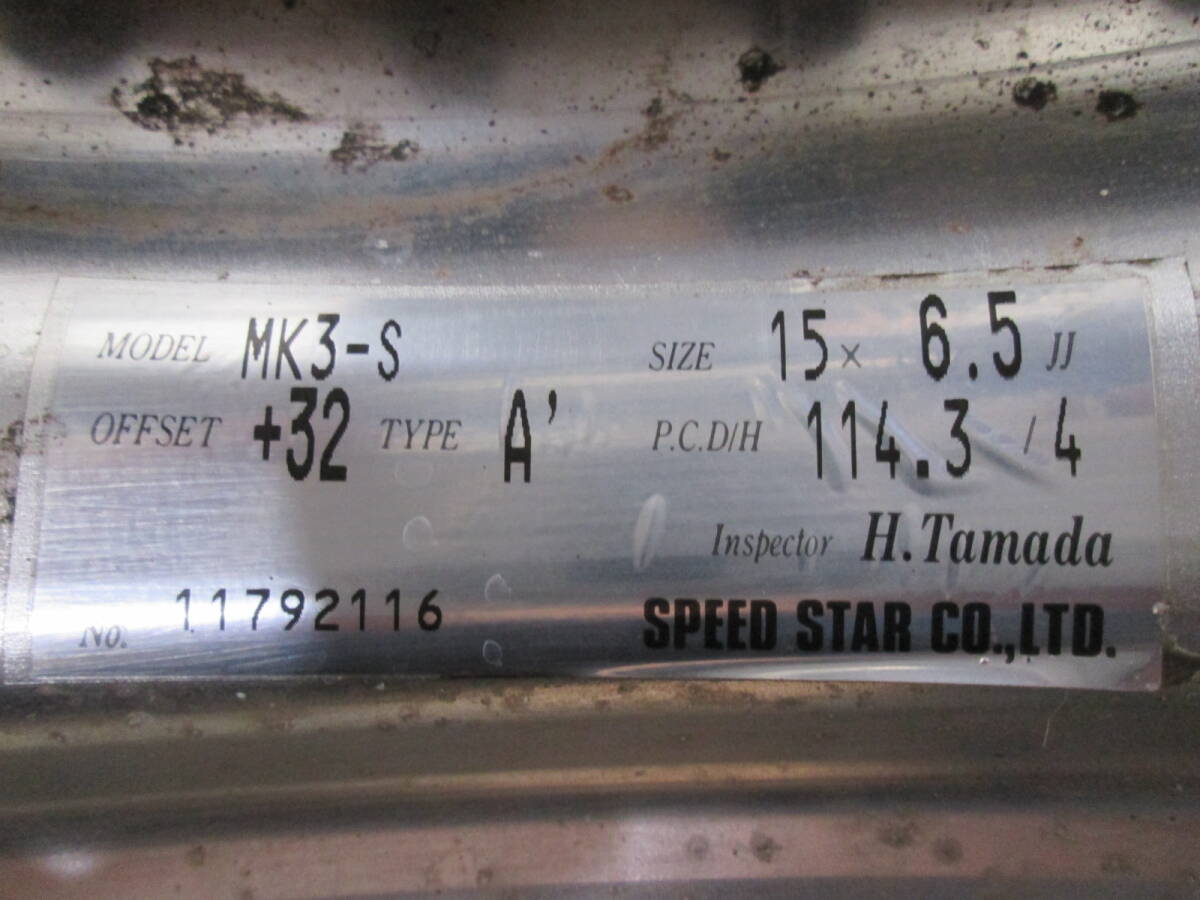 MODEL MK3-S SIZE 15 x 6.5 JJ
OFFSET +32 TYPE A' P.C.D/H 114.3 / 4
Inspector H.Tamada
No. 11792116 SPEED STAR CO.,LTD.